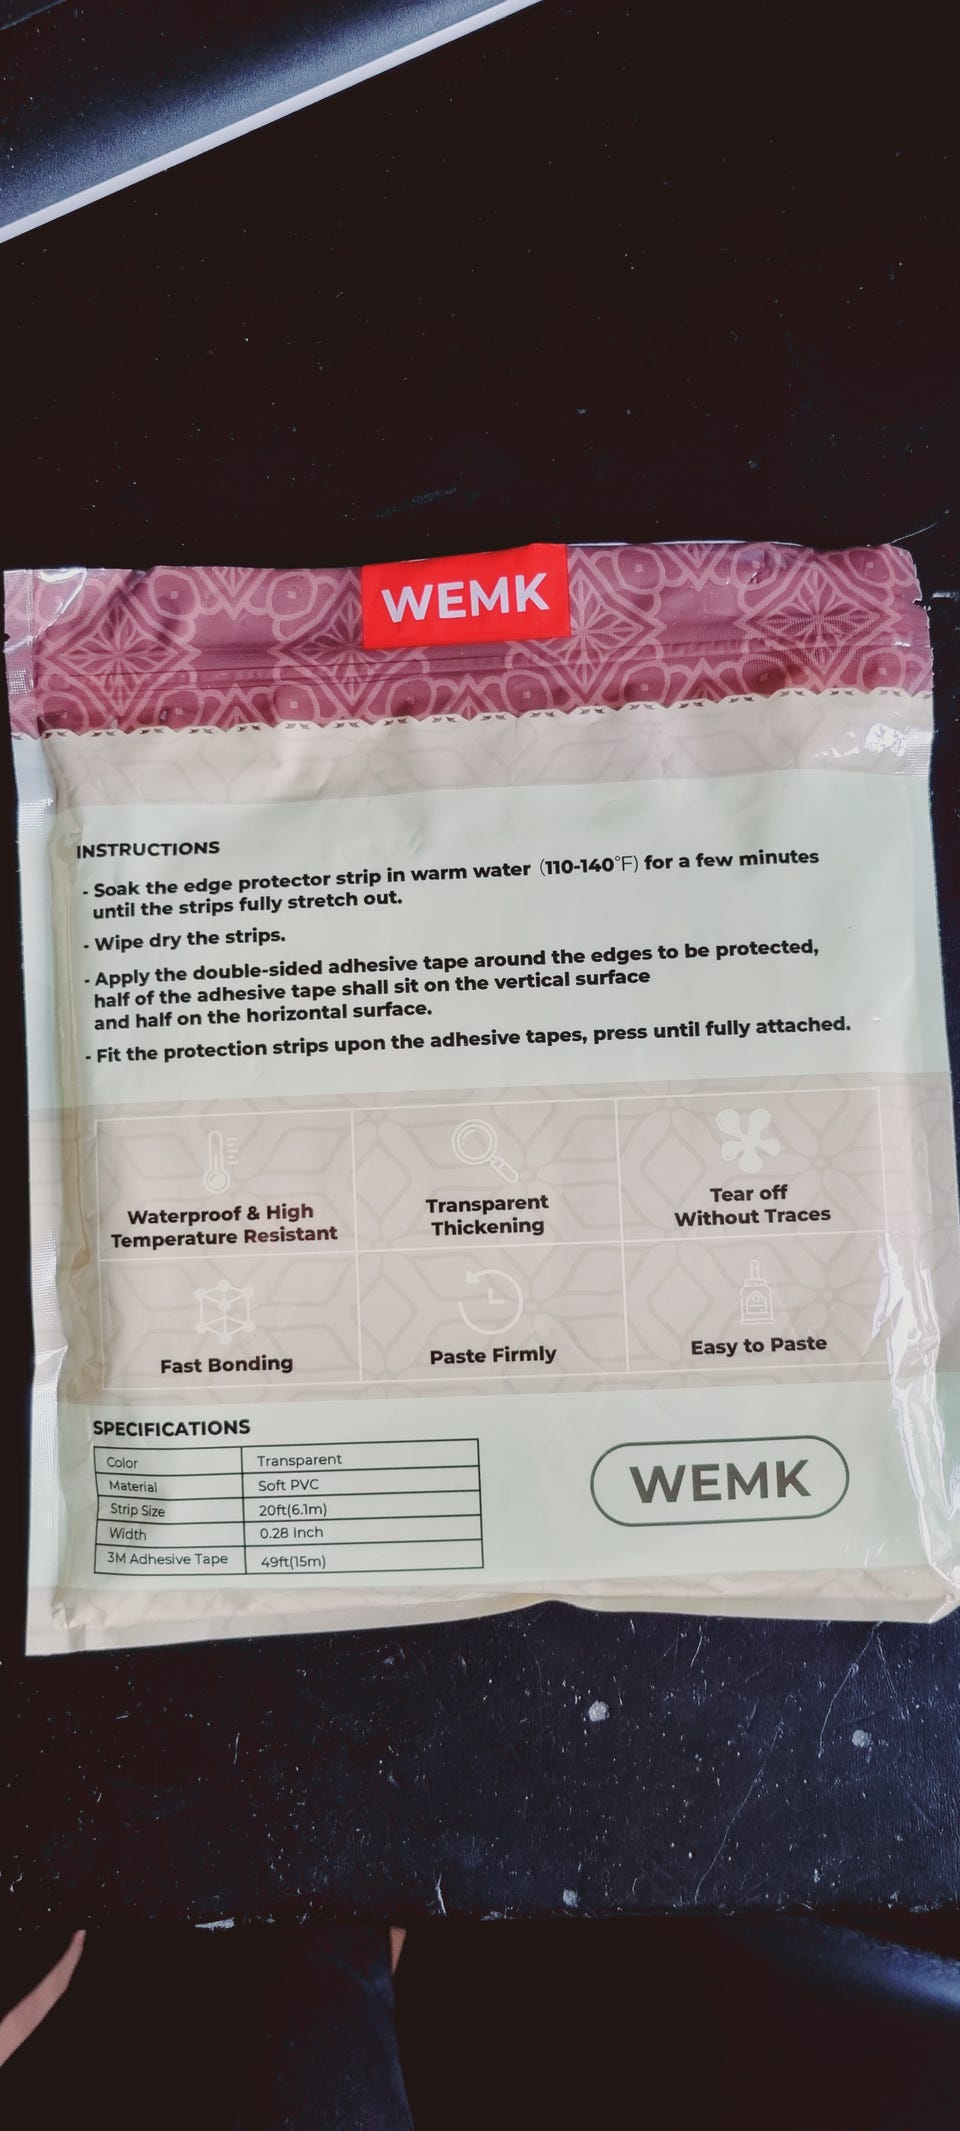 WEMK
INSTRUCTIONS
- Soak the edge protector strip in warm water (110-140°F) for a few minutes
until the strips fully stretch out.
- Wipe dry the strips.
- Apply the double-sided adhesive tape around the edges to be protected,
half of the adhesive tape shall sit on the vertical surface
and half on the horizontal surface.
- Fit the protection strips upon the adhesive tapes, press until fully attached.
Waterproof & High
Temperature Resistant
Transparent
Thickening
Tear off
Without Traces
Fast Bonding
Paste Firmly
Easy to Paste
SPECIFICATIONS
Color Transparent
Material Soft PVC
Strip Size 20ft(6.1m)
Width 0.28 Inch
3M Adhesive Tape 49ft(15m)
WEMK